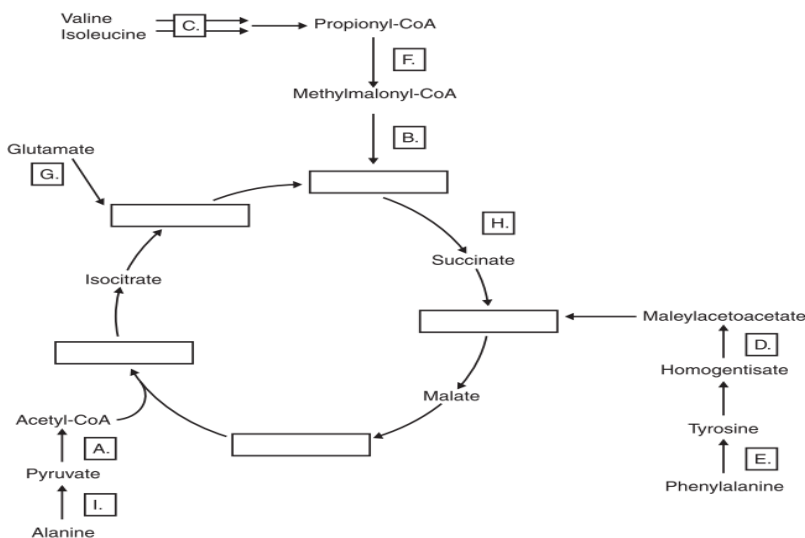 Valine
Isoleucine
C.
Propionyl-CoA
F.
Methylmalonyl-CoA
B.
Glutamate
G.
H.
Isocitrate
Succinate
Maleylacetoacetate
D.
Homogentisate
Malate
Acetyl-CoA
Tyrosine
A.
E.
Pyruvate
Phenylalanine
I.
Alanine